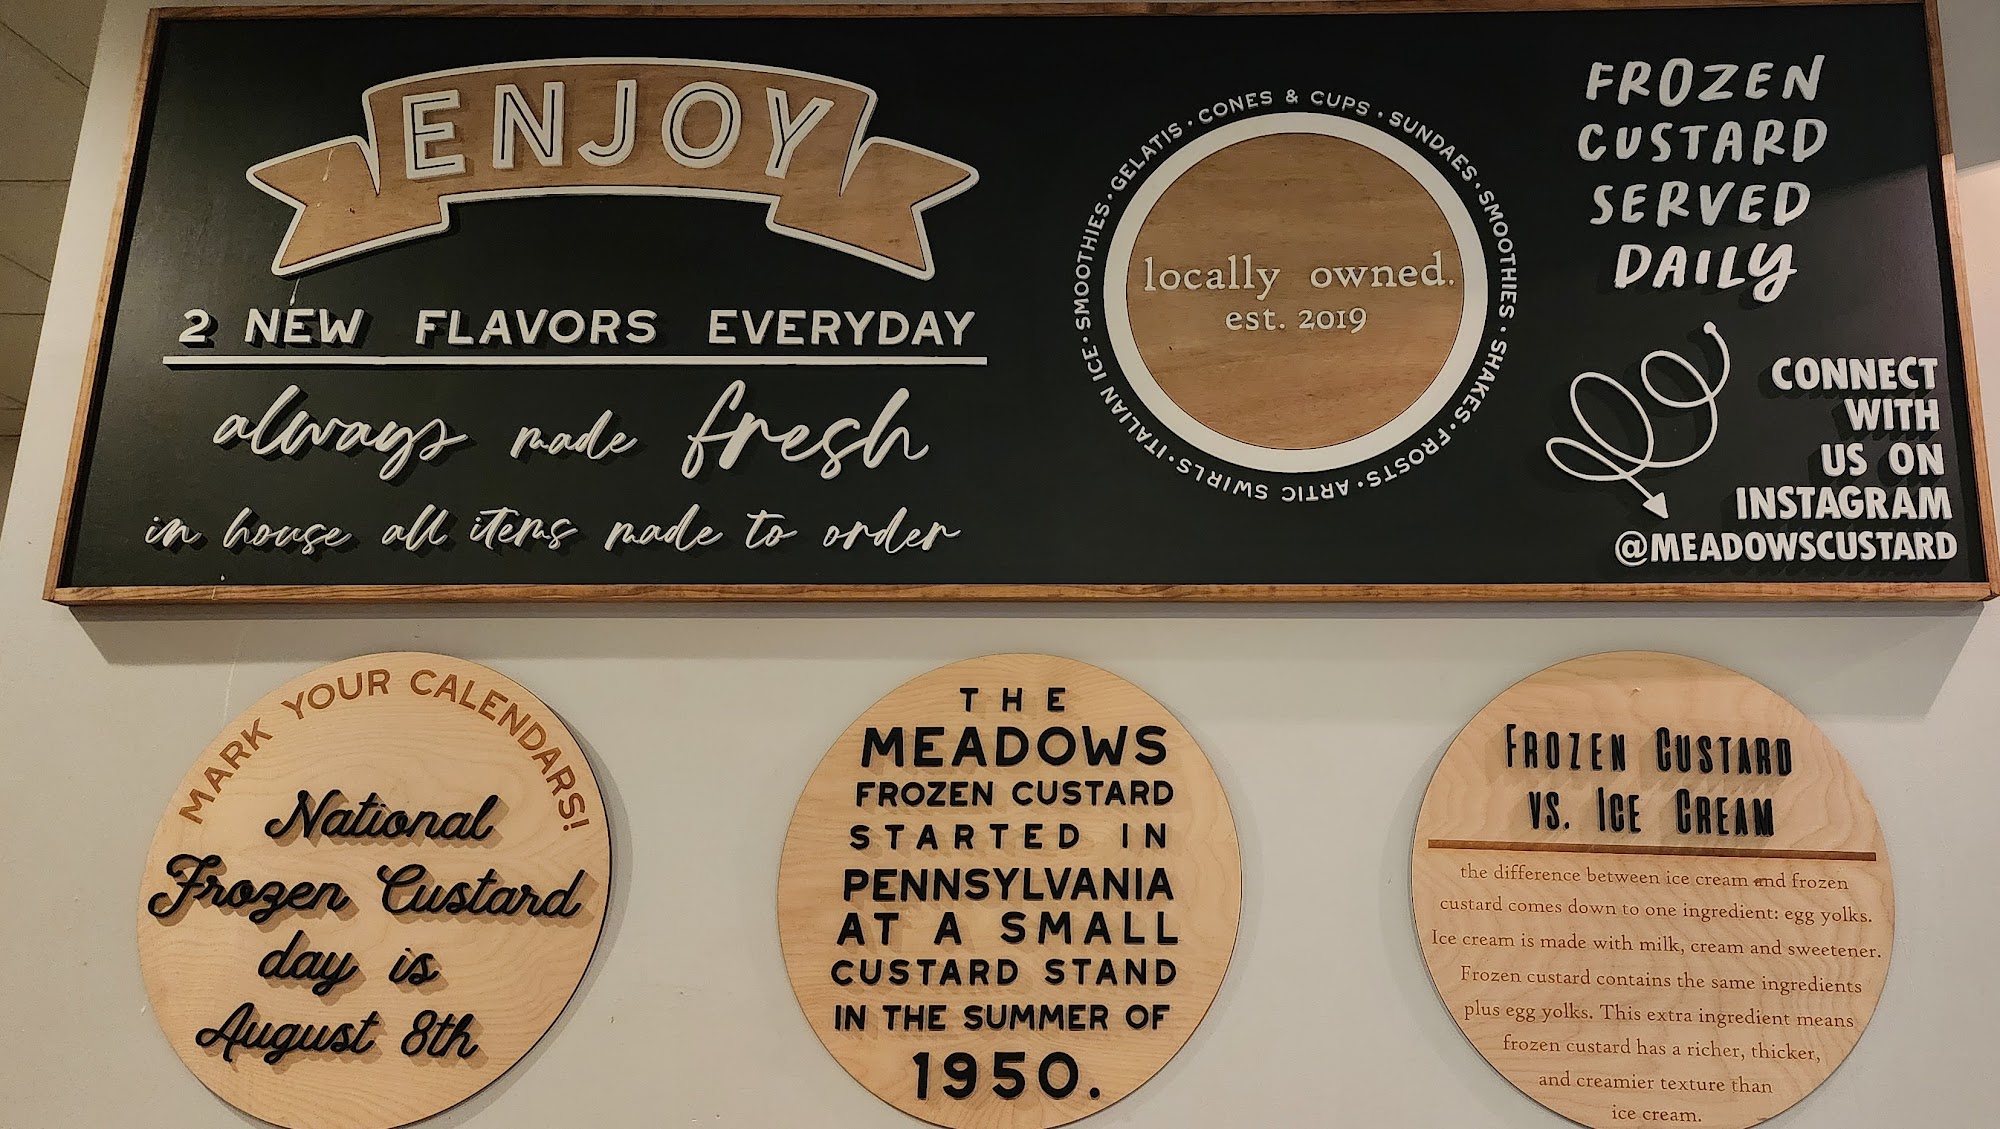 ENJOY
2 NEW FLAVORS EVERYDAY
always made fresh
in house all items made to order
CONES & CUPS · SUNDAES · SMOOTHIES · SHAKES · FROSTS · ARTIC SWIRLS · ITALIAN ICE · SMOOTHIES · GELATIS ·
locally owned.
est. 2019
FROZEN
CUSTARD
SERVED
DAILY
CONNECT
WITH
US ON
INSTAGRAM
@MEADOWSCUSTARD
MARK YOUR CALENDARS!
National
Frozen Custard
day is
August 8th
THE
MEADOWS
FROZEN CUSTARD
STARTED IN
PENNSYLVANIA
AT A SMALL
CUSTARD STAND
IN THE SUMMER OF
1950.
FROZEN CUSTARD
VS. ICE CREAM
the difference between ice cream and frozen
custard comes down to one ingredient: egg yolks.
Ice cream is made with milk, cream and sweetener.
Frozen custard contains the same ingredients
plus egg yolks. This extra ingredient means
frozen custard has a richer, thicker,
and creamier texture than
ice cream.